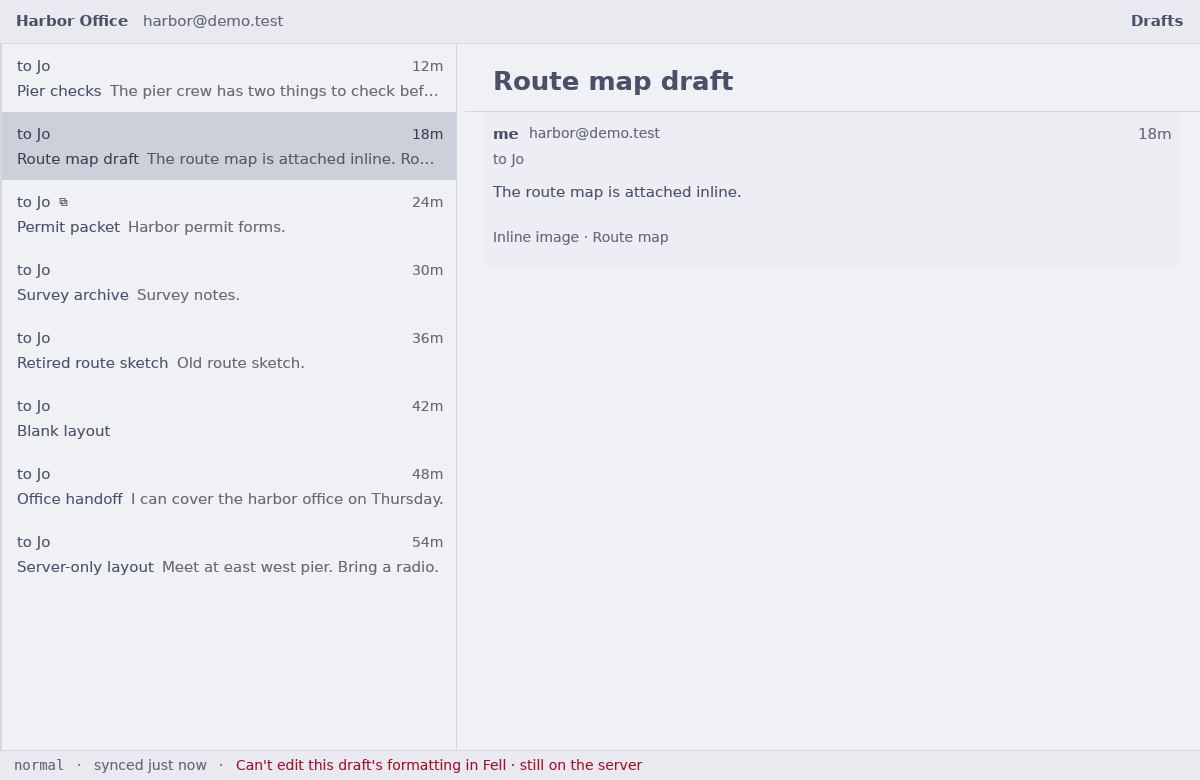 Harbor Office harbor@demo.test Drafts
to Jo 12m
Pier checks The pier crew has two things to check bef…
to Jo 18m
Route map draft The route map is attached inline. Ro…
to Jo 24m
Permit packet Harbor permit forms.
to Jo 30m
Survey archive Survey notes.
to Jo 36m
Retired route sketch Old route sketch.
to Jo 42m
Blank layout
to Jo 48m
Office handoff I can cover the harbor office on Thursday.
to Jo 54m
Server-only layout Meet at east west pier. Bring a radio.
Route map draft
me harbor@demo.test 18m
to Jo
The route map is attached inline.
Inline image · Route map
normal · synced just now · Can't edit this draft's formatting in Fell · still on the server